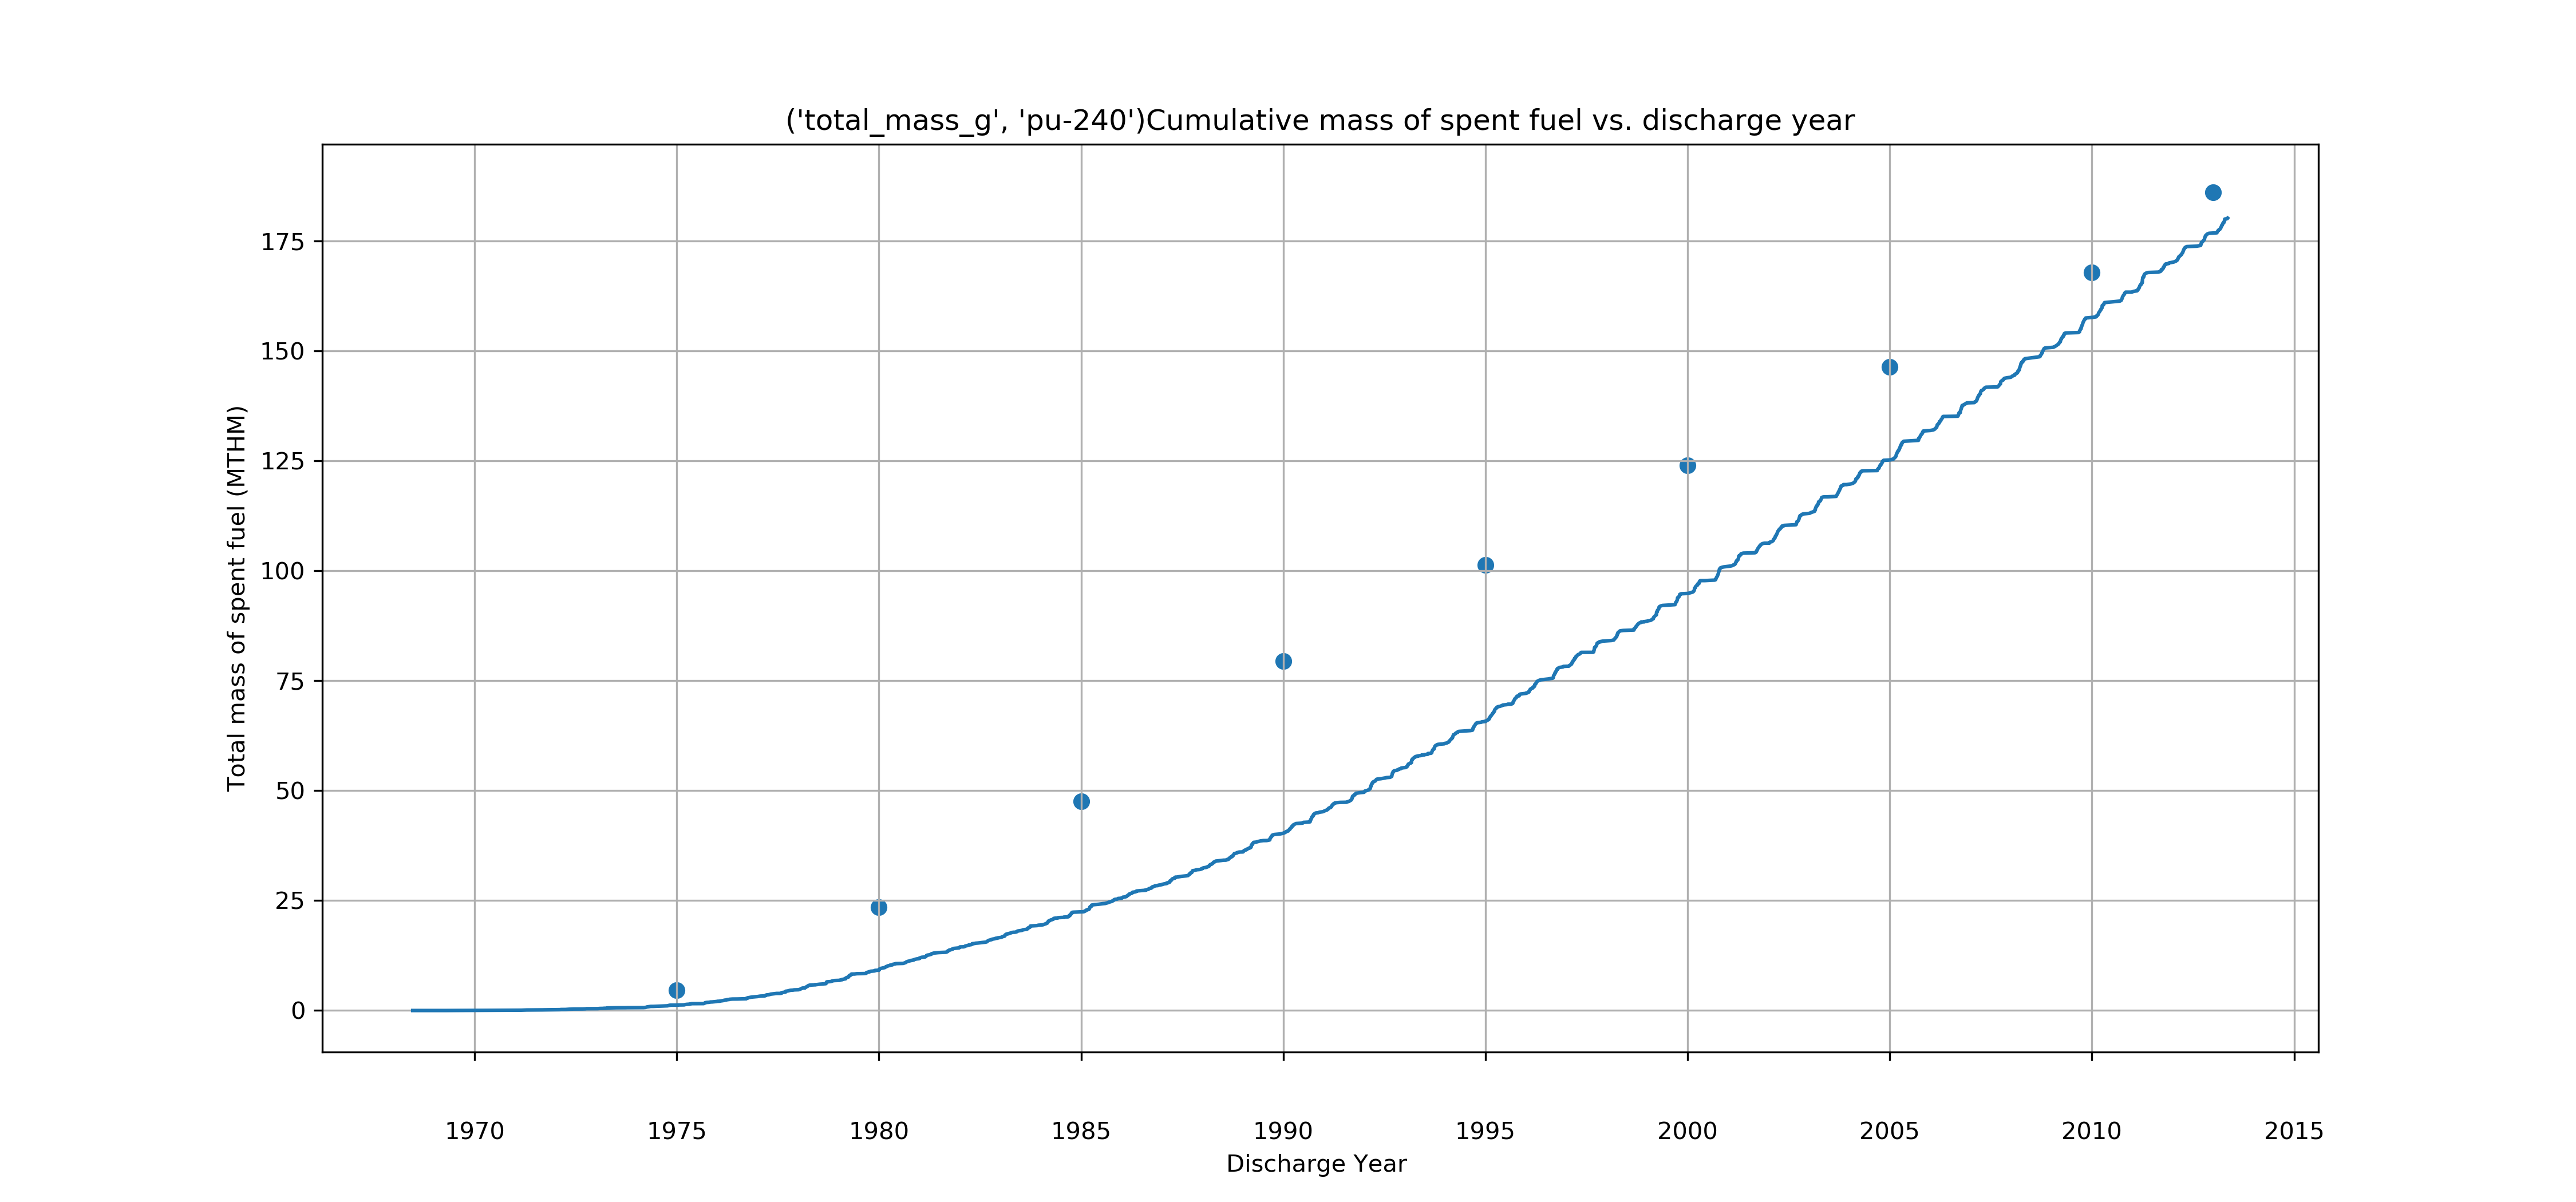 ('total_mass_g', 'pu-240')Cumulative mass of spent fuel vs. discharge year
Total mass of spent fuel (MTHM)
175
150
125
100
75
50
25
0
1970 1975 1980 1985 1990 1995 2000 2005 2010 2015
Discharge Year